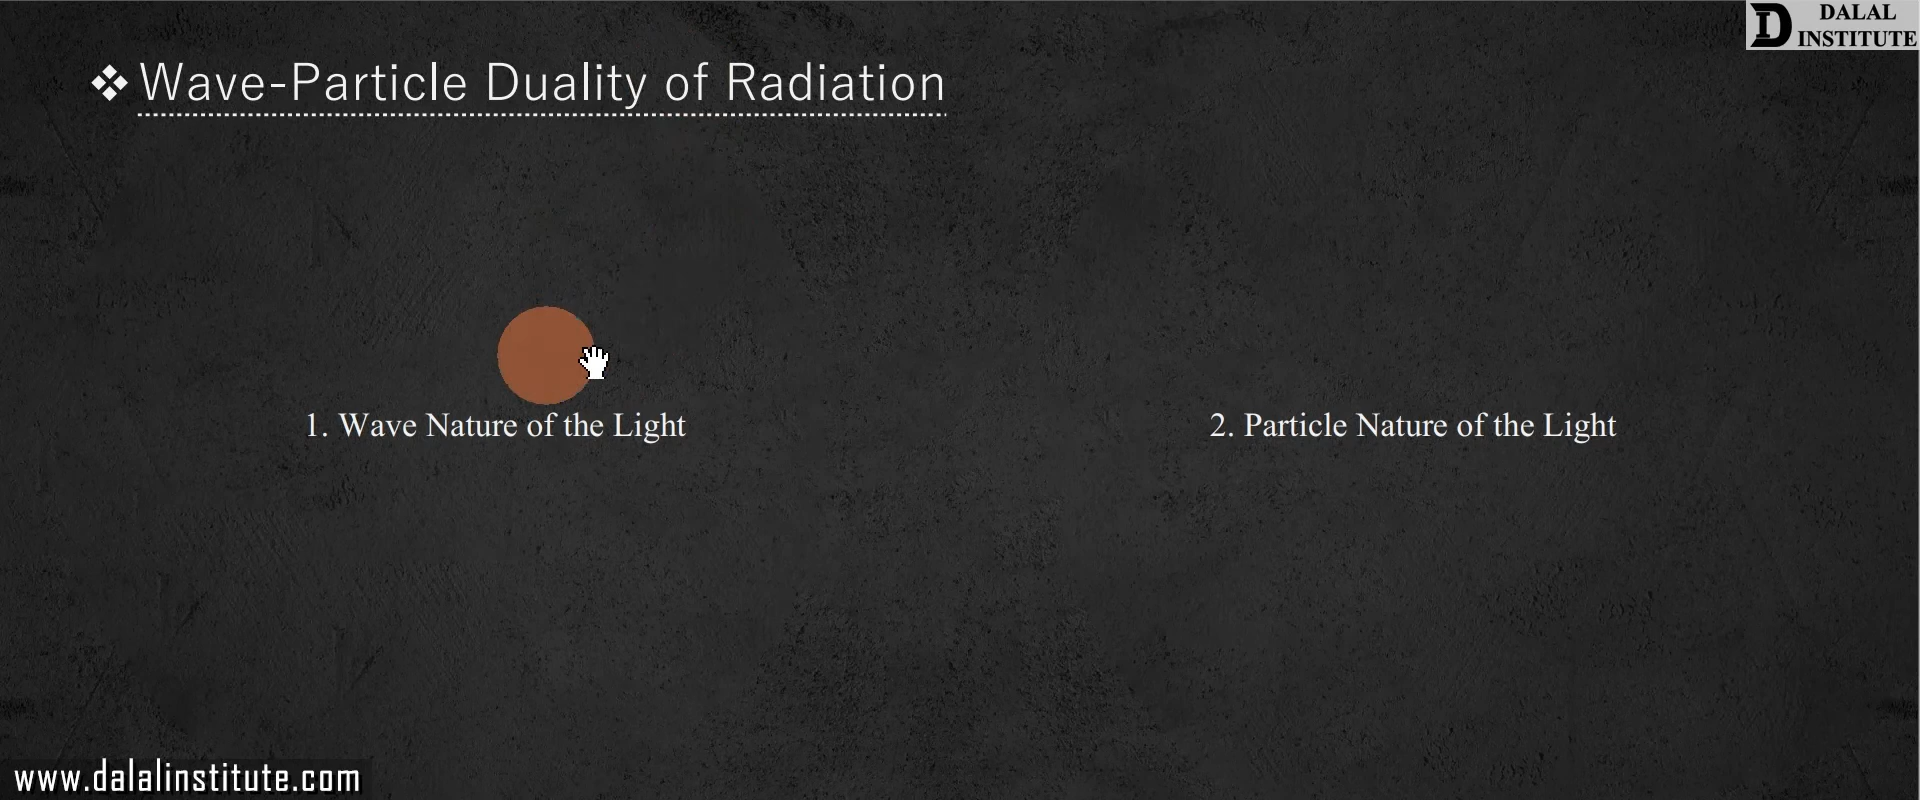 DALAL
INSTITUTE
❖ Wave-Particle Duality of Radiation
1. Wave Nature of the Light
2. Particle Nature of the Light
www.dalalinstitute.com